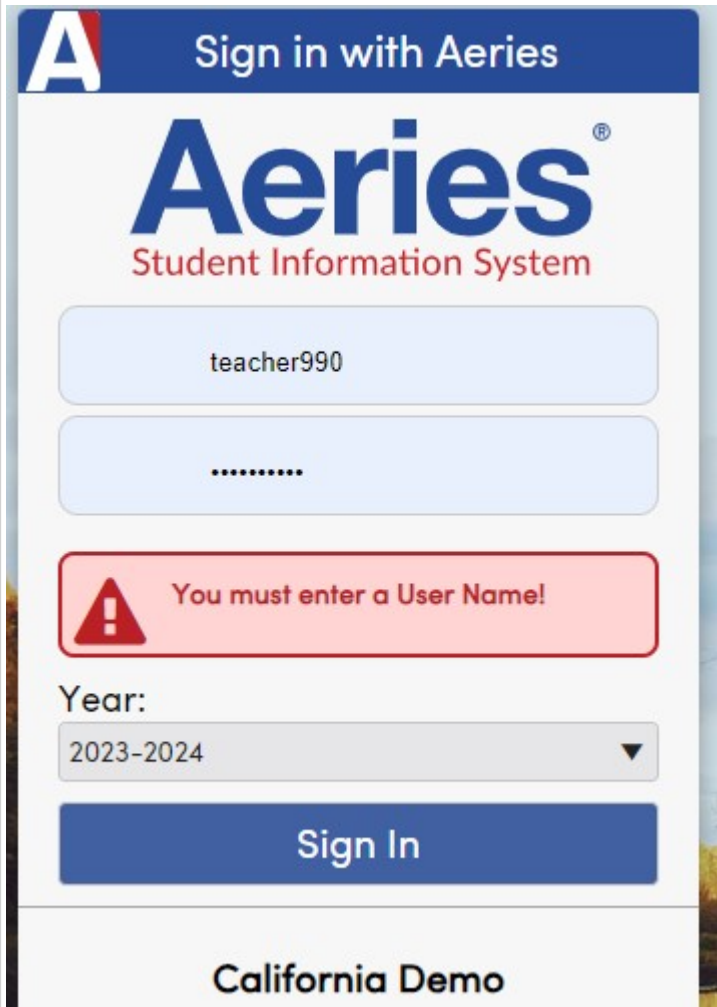 A Sign in with Aeries
Aeries®
Student Information System
teacher990
••••••••••
You must enter a User Name!
Year:
2023-2024
Sign In
California Demo